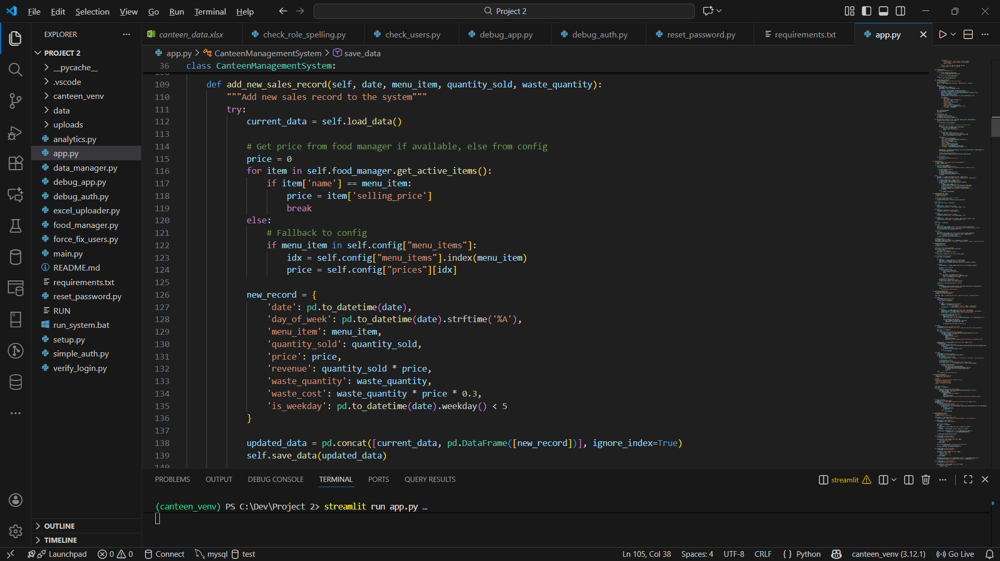 File Edit Selection View Go Run Terminal Help
Project 2
EXPLORER
canteen_data.xlsx
check_role_spelling.py
check_users.py
debug_app.py
debug_auth.py
reset_password.py
requirements.txt
app.py
PROJECT 2
__pycache__
.vscode
canteen_venv
data
uploads
analytics.py
app.py
data_manager.py
debug_app.py
debug_auth.py
excel_uploader.py
food_manager.py
force_fix_users.py
main.py
README.md
requirements.txt
reset_password.py
RUN
run_system.bat
setup.py
simple_auth.py
verify_login.py
OUTLINE
TIMELINE
app.py > CanteenManagementSystem > save_data
36 class CanteenManagementSystem:
109 def add_new_sales_record(self, date, menu_item, quantity_sold, waste_quantity):
110 """Add new sales record to the system"""
111 try:
112 current_data = self.load_data()
113
114 # Get price from food manager if available, else from config
115 price = 0
116 for item in self.food_manager.get_active_items():
117 if item['name'] == menu_item:
118 price = item['selling_price']
119 break
120 else:
121 # Fallback to config
122 if menu_item in self.config["menu_items"]:
123 idx = self.config["menu_items"].index(menu_item)
124 price = self.config["prices"][idx]
125
126 new_record = {
127 'date': pd.to_datetime(date),
128 'day_of_week': pd.to_datetime(date).strftime('%A'),
129 'menu_item': menu_item,
130 'quantity_sold': quantity_sold,
131 'price': price,
132 'revenue': quantity_sold * price,
133 'waste_quantity': waste_quantity,
134 'waste_cost': waste_quantity * price * 0.3,
135 'is_weekday': pd.to_datetime(date).weekday() < 5
136 }
137
138 updated_data = pd.concat([current_data, pd.DataFrame([new_record])], ignore_index=True)
139 self.save_data(updated_data)
PROBLEMS OUTPUT DEBUG CONSOLE TERMINAL PORTS QUERY RESULTS
streamlit
(canteen_venv) PS C:\Dev\Project 2> streamlit run app.py …
Launchpad 0 0 Connect mysql test
Ln 105, Col 38 Spaces: 4 UTF-8 CRLF { } Python canteen_venv (3.12.1) Go Live